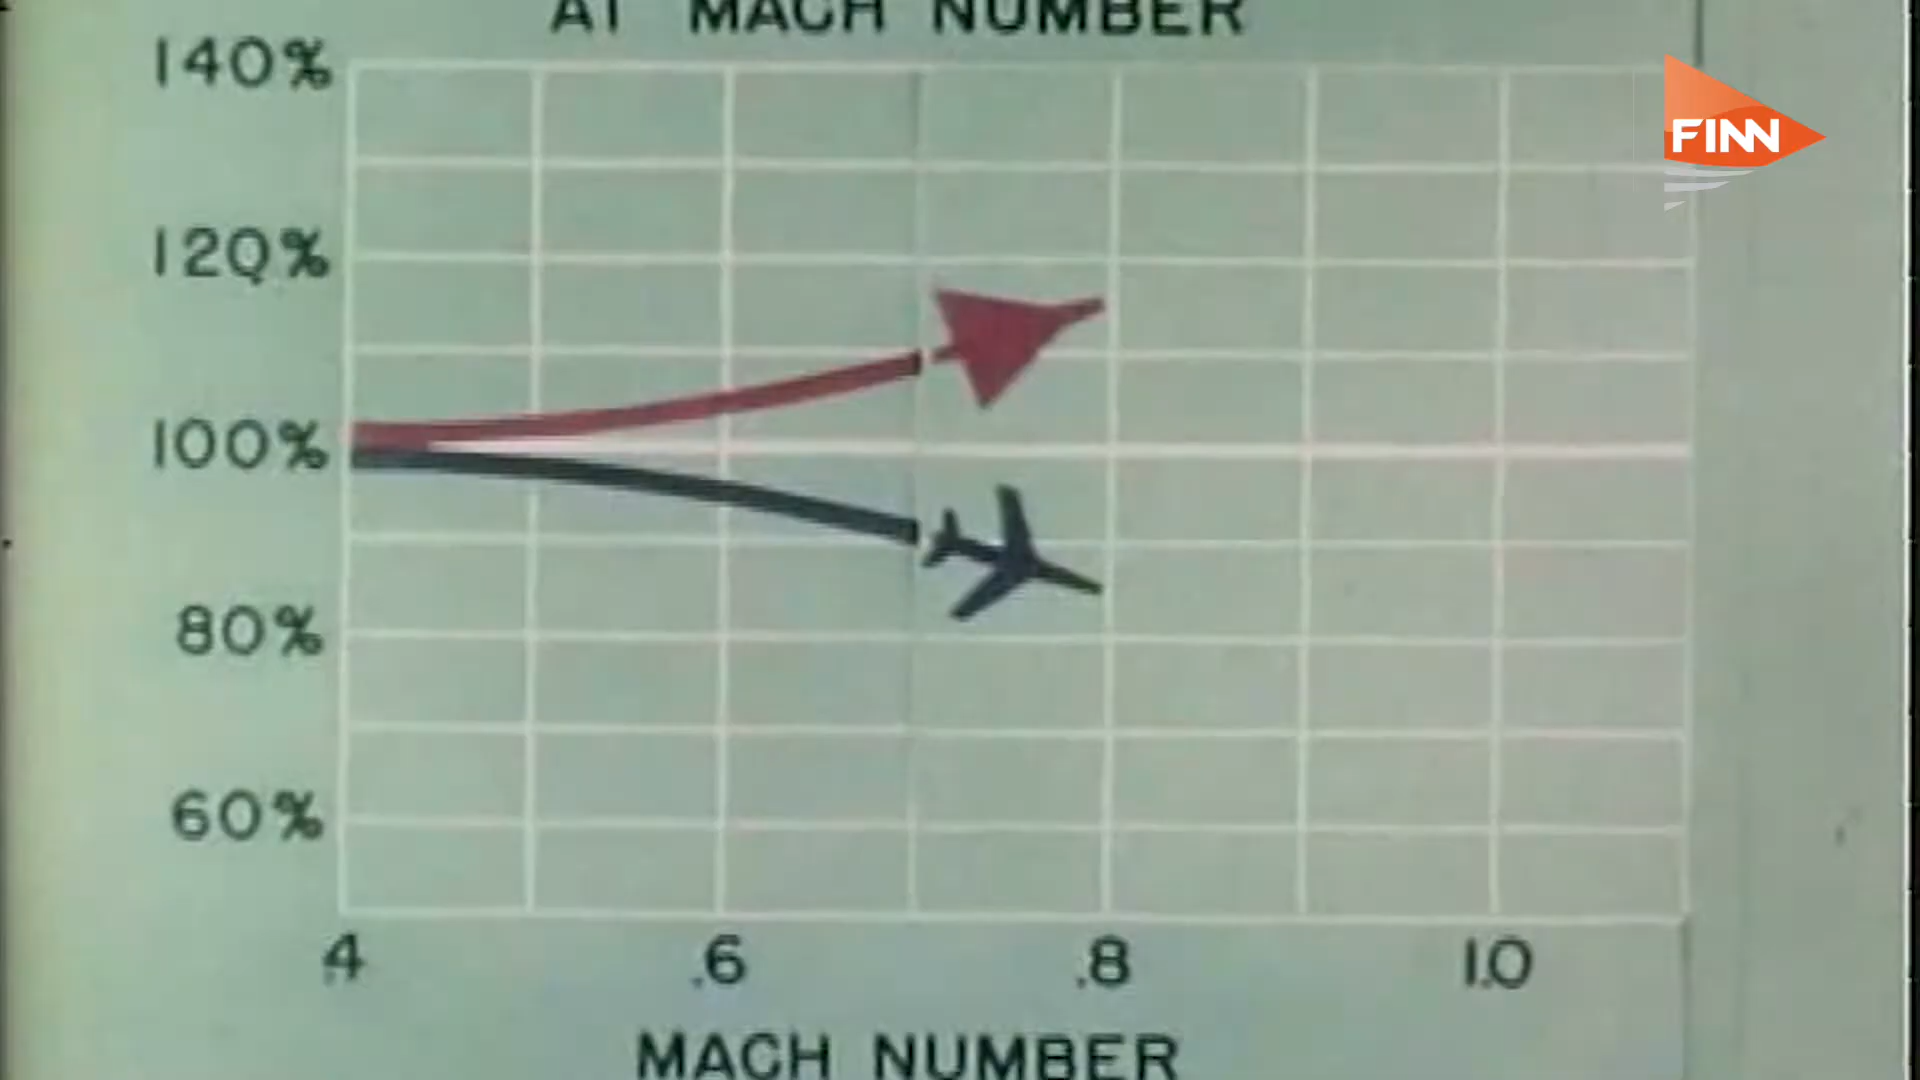 AT MACH NUMBER
140%
FINN
120%
100%
80%
60%
.4 .6 .8 1.0
MACH NUMBER